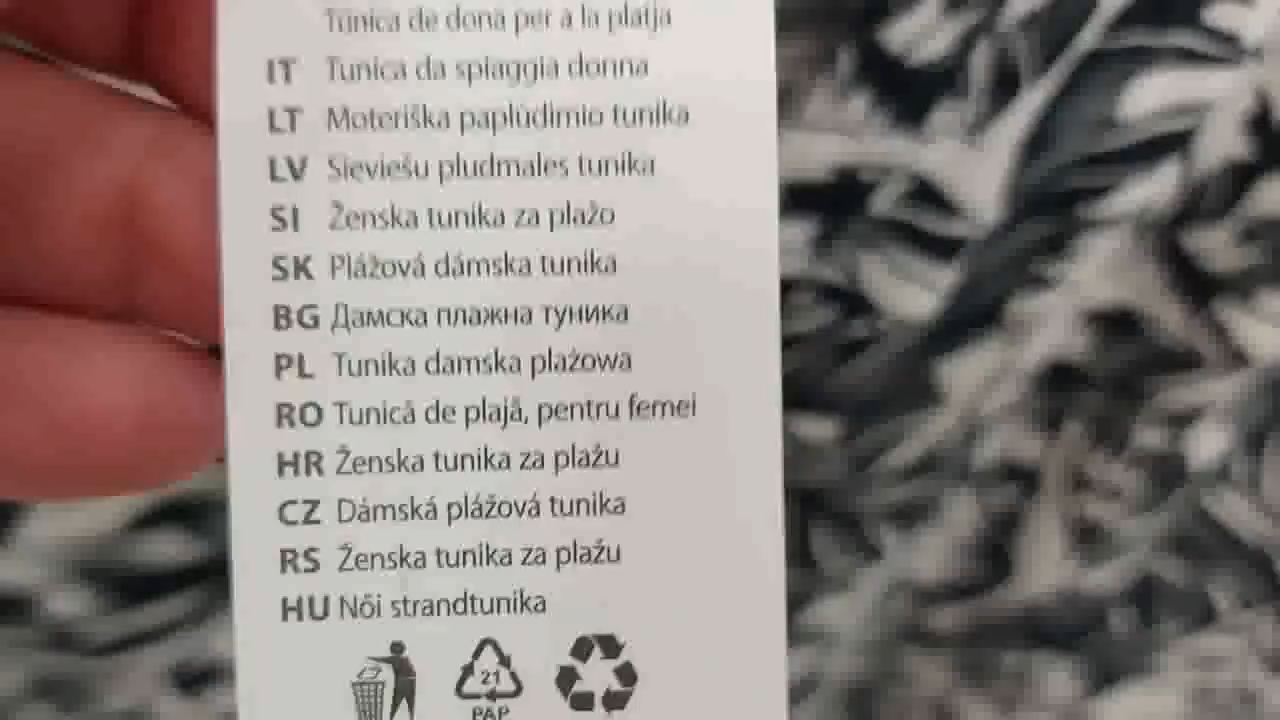 Tunica de dona per a la platja
IT Tunica da spiaggia donna
LT Moteriška paplūdimio tunika
LV Sieviešu pludmales tunika
SI Ženska tunika za plažo
SK Plážová dámska tunika
BG Дамска плажна туника
PL Tunika damska plażowa
RO Tunică de plajă, pentru femei
HR Ženska tunika za plažu
CZ Dámská plážová tunika
RS Ženska tunika za plažu
HU Női strandtunika
21
PAP